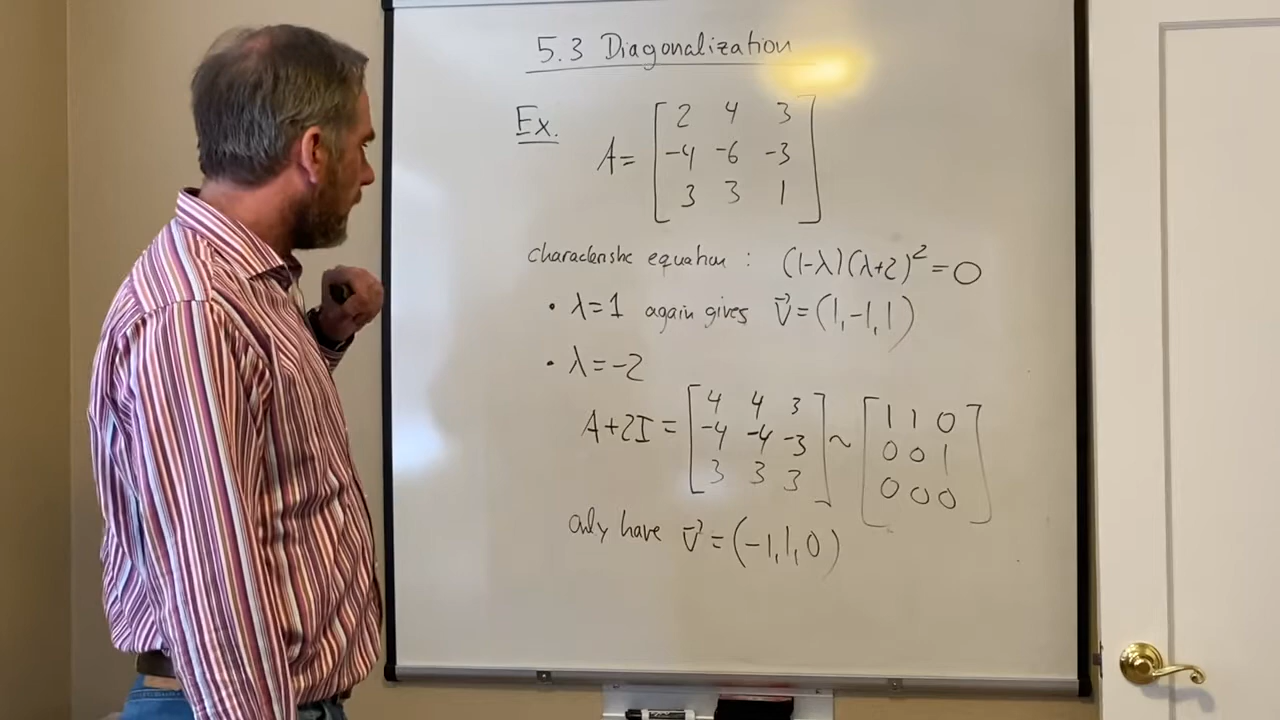 5.3 Diagonalization
Ex.
A = [ 2 4 3
-4 -6 -3
3 3 1 ]
characteristic equation : (1-λ)(λ+2)² = 0
• λ=1 again gives v⃗ = (1,-1,1)
• λ=-2
A+2I = [ 4 4 3
-4 -4 -3
3 3 3 ] ~ [ 1 1 0
0 0 1
0 0 0 ]
only have v⃗ = (-1,1,0)